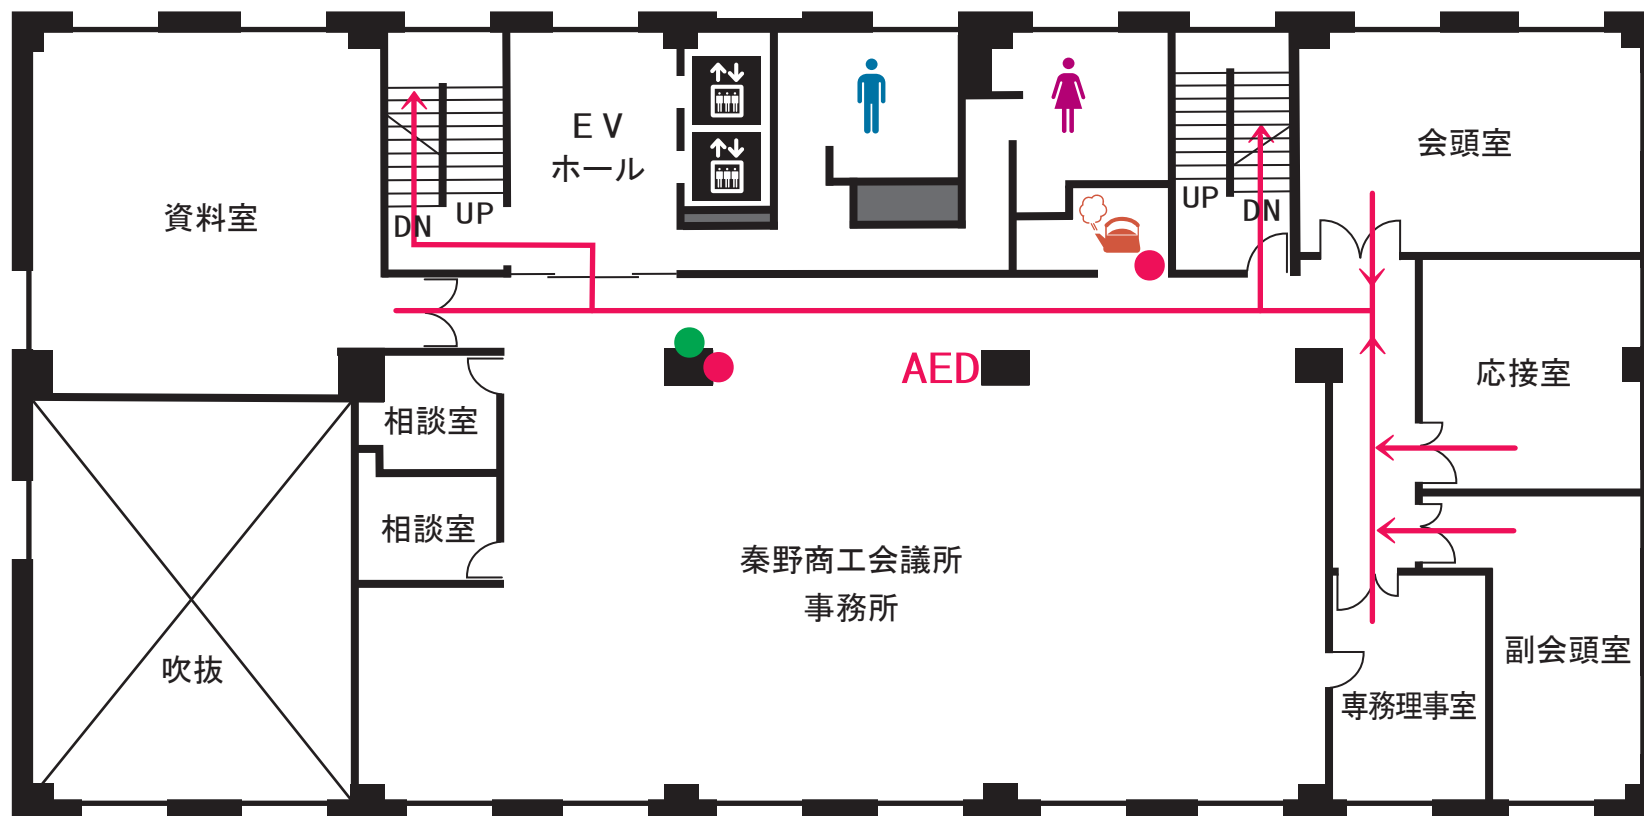 EV
ホール
会頭室
資料室
DN
UP
UP
DN
AED
応接室
相談室
相談室
秦野商工会議所
事務所
吹抜
副会頭室
専務理事室